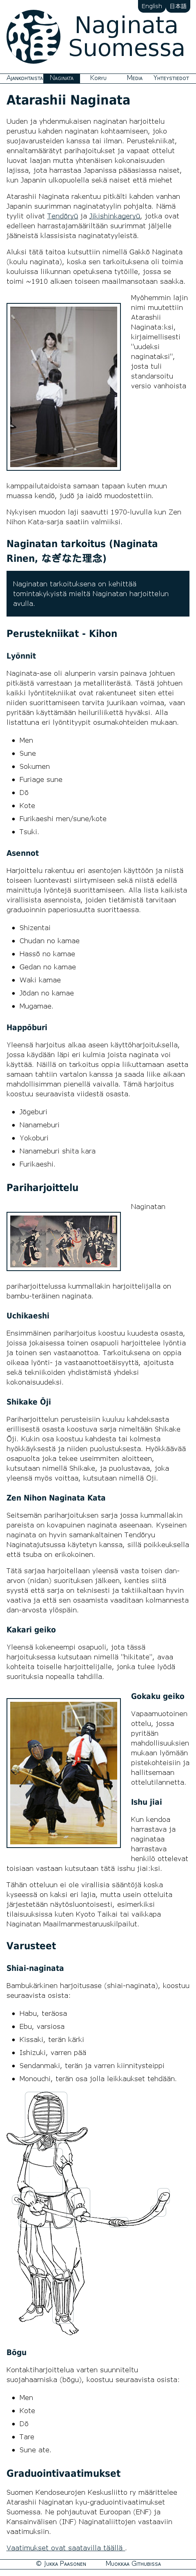 English 日本語
Naginata
Suomessa
Ajankohtaista Naginata Koryu Media Yhteystiedot
Atarashii Naginata
Uuden ja yhdenmukaisen naginatan harjoittelu
perustuu kahden naginatan kohtaamiseen, joko
suojavarusteiden kanssa tai ilman. Perustekniikat,
ennaltamäärätyt pariharjoitukset ja vapaat ottelut
luovat laajan ja yhtenäisen kokonaisuuden, niissä
lajeissa, joita harrastaa Japanissa pääasiassa naiset,
kun Japanin ulkopuolella sekä naiset että miehet
Atarashii Naginata rakentuu pitkälti kahden vanhan
Japanin suurimman naginatatyylin pohjalta. Nämä
tyylit olivat Tendōryū ja Jikishinkageryū, jotka ovat
edelleen harrastajamäärältään suurimmat jäljelle
jääneistä klassisista naginatatyyleistä.
Aluksi tätä taitoa kutsuttiin nimellä Gakkō Naginata
(koulu naginata), koska sen tarkoituksena oli toimia
kouluissa liikunnan opetuksena tytöille, jossa se
toimi ~1910 alkaen toiseen maailmansotaan saakka.
Myöhemmin lajin
nimi muutettiin
Atarashii
Naginata:ksi,
kirjaimellisesti
"uudeksi
naginataksi",
josta tuli
standarsoitu
versio vanhoista
kamppailutaidoista samaan tapaan kuten muun
muassa kendō, judō ja iaidō muodostettiin.
Nykyisen muodon laji saavutti 1970-luvulla kun Zen
Nihon Kata-sarja saatiin valmiiksi.
Naginatan tarkoitus (Naginata
Rinen, なぎなた理念)
Naginatan tarkoituksena on kehittää
tomintakykyistä mieltä Naginatan harjoittelun
avulla.
Perustekniikat - Kihon
Lyönnit
Naginata-ase oli alunperin varsin painava johtuen
pitkästä varrestaan ja metalliterästä. Tästä johtuen
kaikki lyöntitekniikat ovat rakentuneet siten ettei
niiden suorittamiseen tarvita juurikaan voimaa, vaan
pyritään käyttämään heiluriliikettä hyväksi. Alla
listattuna eri lyöntityypit osumakohteiden mukaan.
Men
Sune
Sokumen
Furiage sune
Dō
Kote
Furikaeshi men/sune/kote
Tsuki.
Asennot
Harjoittelu rakentuu eri asentojen käyttöön ja niistä
toiseen luontevasti siirtymiseen sekä niistä edellä
mainittuja lyöntejä suorittamiseen. Alla lista kaikista
virallisista asennoista, joiden tietämistä tarvitaan
graduoinnin paperiosuutta suorittaessa.
Shizentai
Chudan no kamae
Hassō no kamae
Gedan no kamae
Waki kamae
Jōdan no kamae
Mugamae.
Happōburi
Yleensä harjoitus alkaa aseen käyttöharjoituksella,
jossa käydään läpi eri kulmia joista naginata voi
käyttää. Näillä on tarkoitus oppia liikuttamaan asetta
samaan tahtiin vartalon kanssa ja saada liike alkaan
mahdollisimman pienellä vaivalla. Tämä harjoitus
koostuu seuraavista viidestä osasta.
Jōgeburi
Nanameburi
Yokoburi
Nanameburi shita kara
Furikaeshi.
Pariharjoittelu
Naginatan
pariharjoittelussa kummallakin harjoittelijalla on
bambu-teräinen naginata.
Uchikaeshi
Ensimmäinen pariharjoitus koostuu kuudesta osasta,
joissa jokaisessa toinen osapuoli harjoittelee lyöntiä
ja toinen sen vastaanottoa. Tarkoituksena on oppia
oikeaa lyönti- ja vastaanottoetäisyyttä, ajoitusta
sekä tekniikoiden yhdistämistä yhdeksi
kokonaisuudeksi.
Shikake Ōji
Pariharjoittelun perusteisiin kuuluu kahdeksasta
erillisestä osasta koostuva sarja nimeltään Shikake
Ōji. Kukin osa koostuu kahdesta tai kolmesta
hyökkäyksestä ja niiden puolustuksesta. Hyökkäävää
osapuolta joka tekee useimmiten aloitteen,
kutsutaan nimellä Shikake, ja puolustavaa, joka
yleensä myös voittaa, kutsutaan nimellä Ōji.
Zen Nihon Naginata Kata
Seitsemän pariharjoituksen sarja jossa kummallakin
pareista on kovapuinen naginata aseenaan. Kyseinen
naginata on hyvin samankaltainen Tendōryu
Naginatajutsussa käytetyn kanssa, sillä poikkeuksella
että tsuba on erikokoinen.
Tätä sarjaa harjoitellaan yleensä vasta toisen dan-
arvon (nidan) suorituksen jälkeen, kenties siitä
syystä että sarja on teknisesti ja taktiikaltaan hyvin
vaativa ja että sen osaamista vaaditaan kolmannesta
dan-arvosta ylöspäin.
Kakari geiko
Yleensä kokeneempi osapuoli, jota tässä
harjoituksessa kutsutaan nimellä "hikitate", avaa
kohteita toiselle harjoittelijalle, jonka tulee lyödä
suorituksia nopealla tahdilla.
Gokaku geiko
Vapaamuotoinen
ottelu, jossa
pyritään
mahdollisuuksien
mukaan lyömään
pistekohteisiin ja
hallitsemaan
ottelutilannetta.
Ishu jiai
Kun kendoa
harrastava ja
naginataa
harrastava
henkilö ottelevat
toisiaan vastaan kutsutaan tätä isshu jiai:ksi.
Tähän otteluun ei ole virallisia sääntöjä koska
kyseessä on kaksi eri lajia, mutta usein otteluita
järjestetään näytösluontoisesti, esimerkiksi
tilaisuuksissa kuten Kyoto Taikai tai vaikkapa
Naginatan Maailmanmestaruuskilpailut.
Varusteet
Shiai-naginata
Bambukärkinen harjoitusase (shiai-naginata), koostuu
seuraavista osista:
Habu, teräosa
Ebu, varsiosa
Kissaki, terän kärki
Ishizuki, varren pää
Sendanmaki, terän ja varren kiinnitysteippi
Monouchi, terän osa jolla leikkaukset tehdään.
Bōgu
Kontaktiharjoittelua varten suunniteltu
suojahaarniska (bōgu), koostuu seuraavista osista:
Men
Kote
Dō
Tare
Sune ate.
Graduointivaatimukset
Suomen Kendoseurojen Keskusliitto ry määrittelee
Atarashii Naginatan kyu-graduointivaatimukset
Suomessa. Ne pohjautuvat Euroopan (ENF) ja
Kansainvälisen (INF) Naginataliittojen vastaaviin
vaatimuksiin.
Vaatimukset ovat saatavilla täällä .
© Jukka Paasonen Muokkaa Githubissa